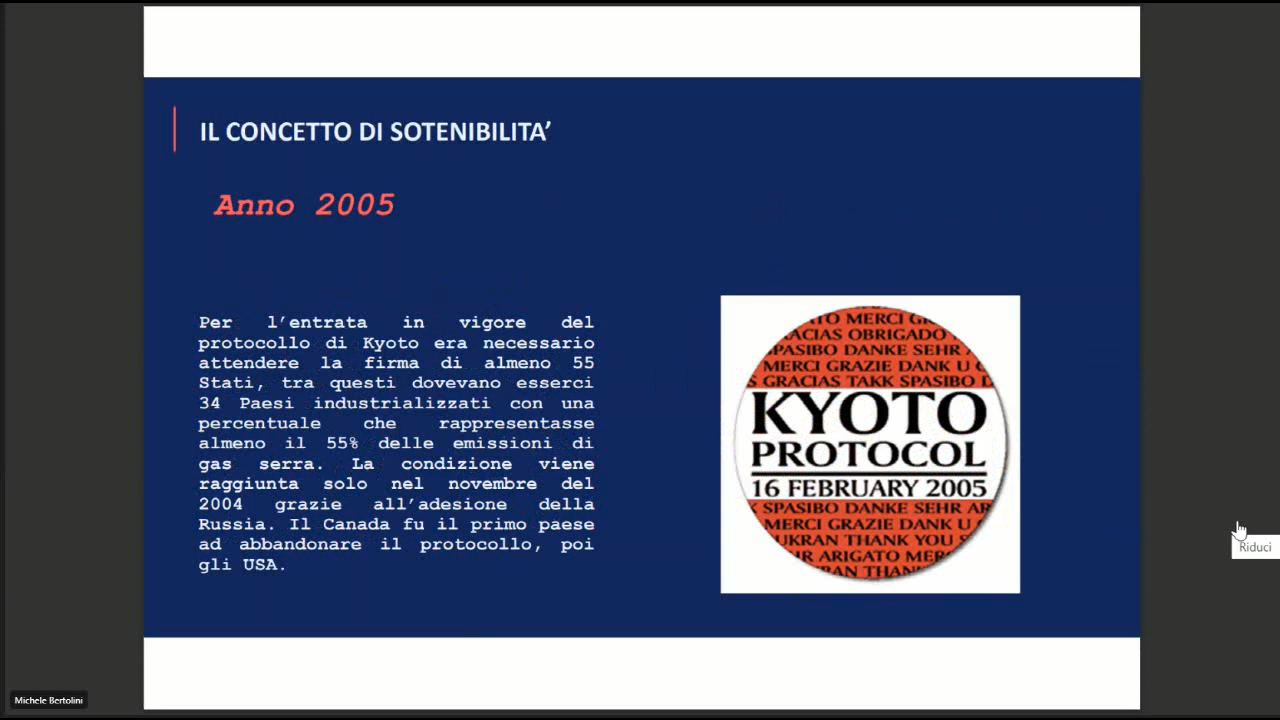 IL CONCETTO DI SOTENIBILITA’
Anno 2005
Per l’entrata in vigore del
protocollo di Kyoto era necessario
attendere la firma di almeno 55
Stati, tra questi dovevano esserci
34 Paesi industrializzati con una
percentuale che rappresentasse
almeno il 55% delle emissioni di
gas serra. La condizione viene
raggiunta solo nel novembre del
2004 grazie all’adesione della
Russia. Il Canada fu il primo paese
ad abbandonare il protocollo, poi
gli USA.
MERCI
OBRIGADO
SPASIBO DANKE SEHR
MERCI GRAZIE DANK U
GRACIAS TAKK SPASIBO
KYOTO
PROTOCOL
16 FEBRUARY 2005
SPASIBO DANKE SEHR
MERCI GRAZIE DANK U
THANK YOU
ARIGATO
Riduci
Michele Bertolini